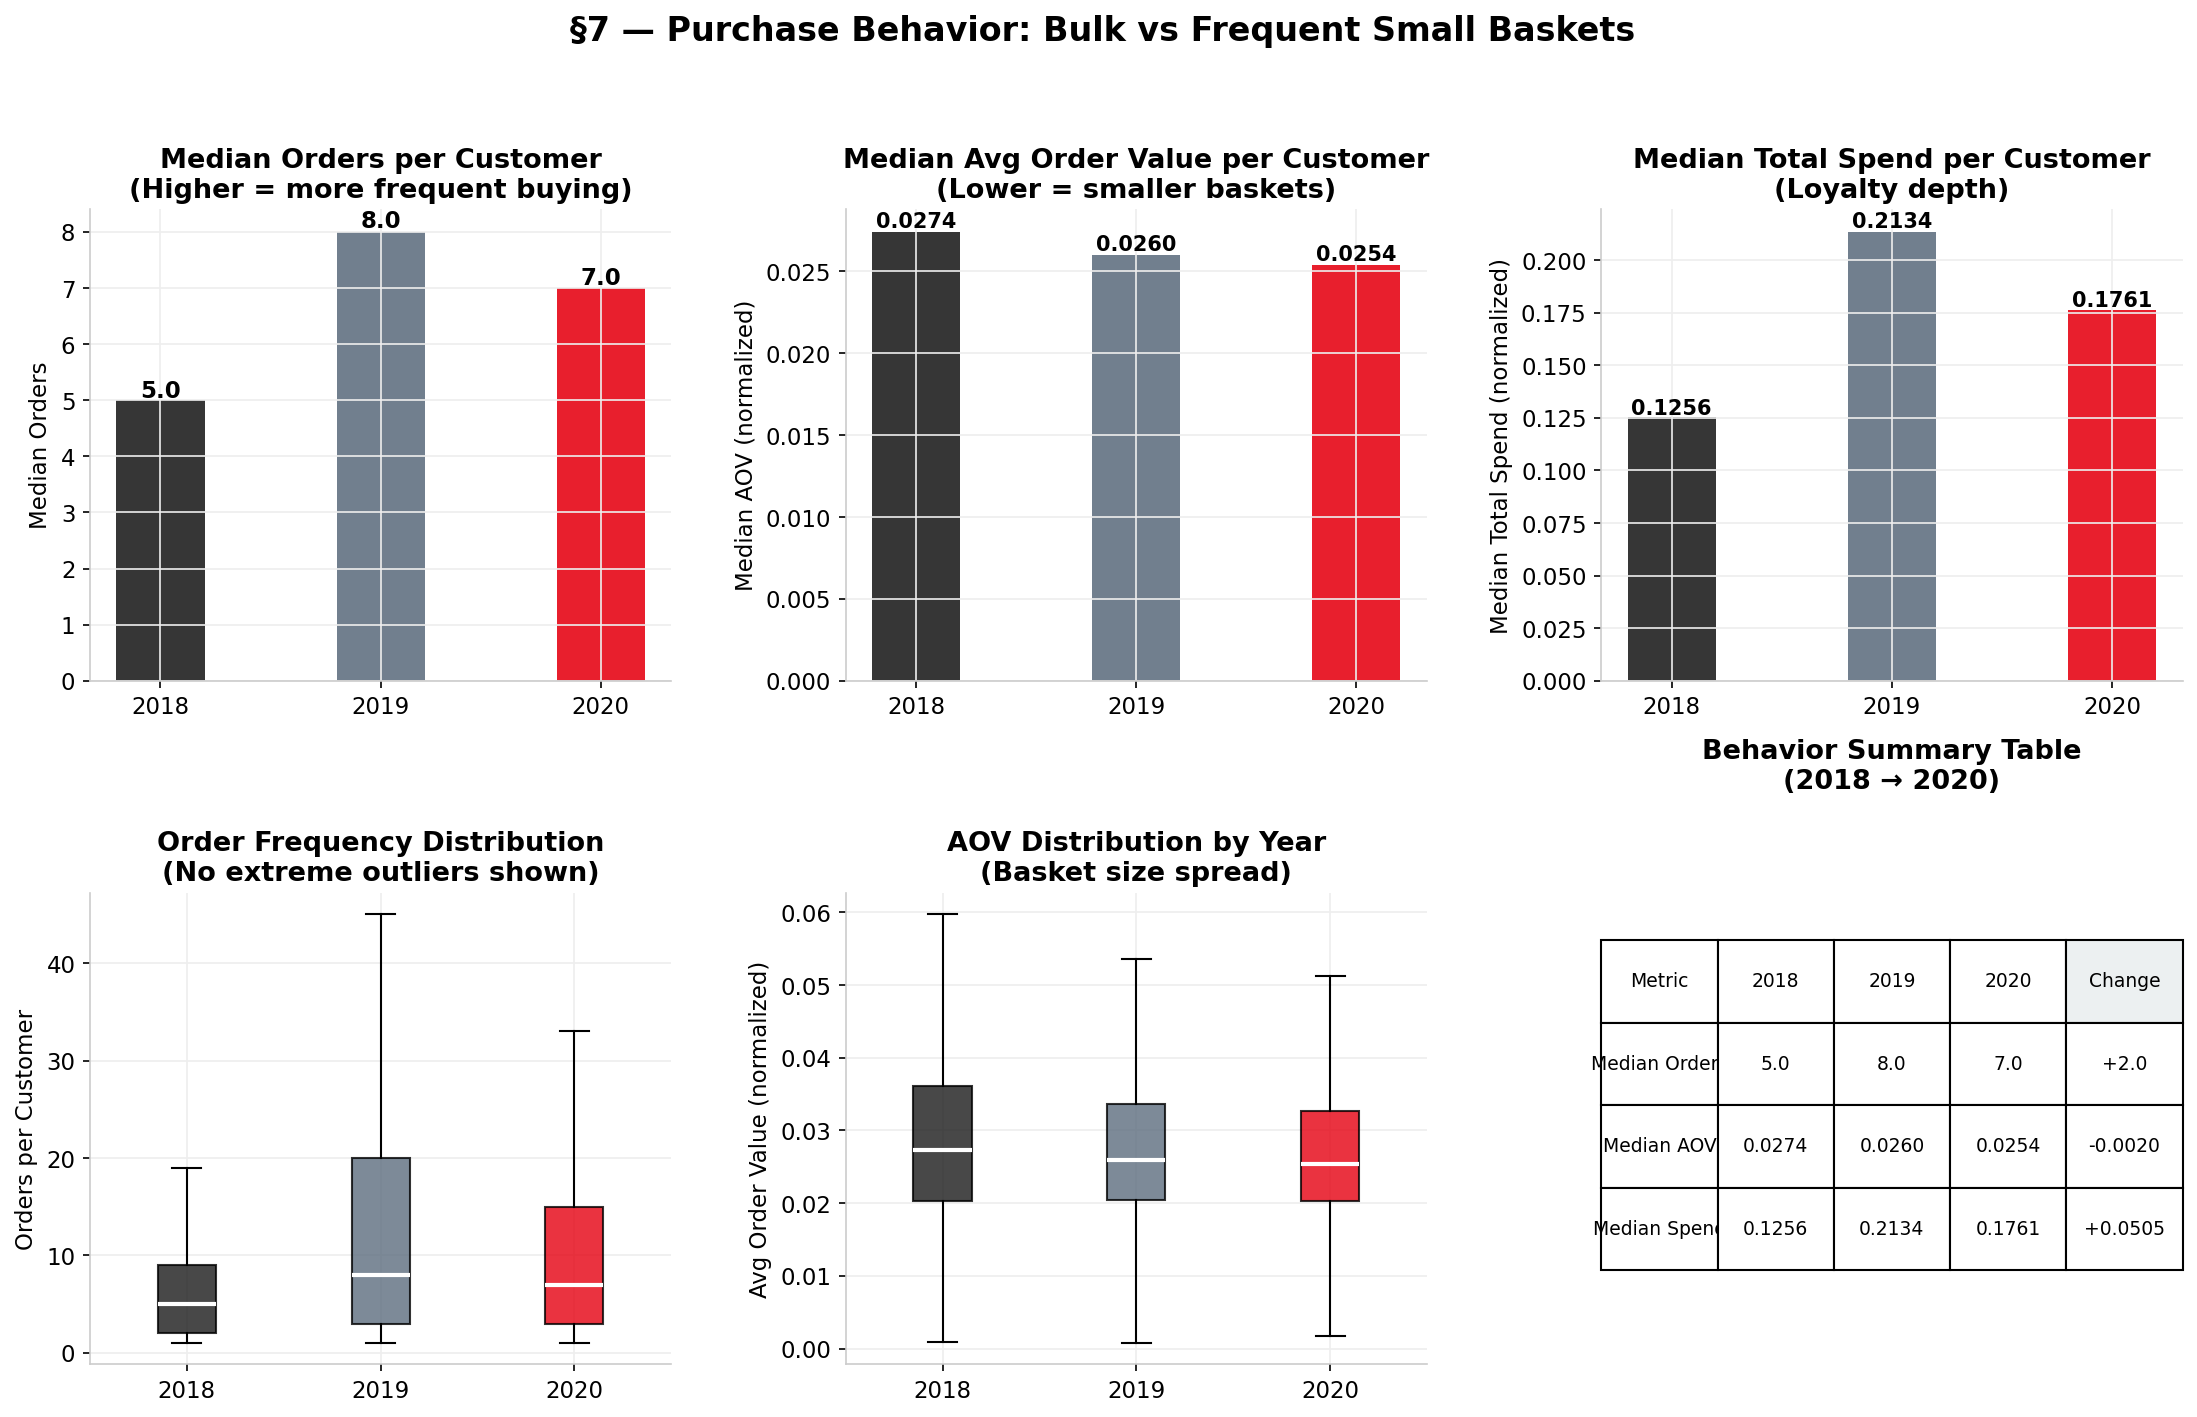 §7 — Purchase Behavior: Bulk vs Frequent Small Baskets
Median Orders per Customer
(Higher = more frequent buying)
8.0
7.0
5.0
8
7
6
5
4
3
2
1
0
Median Orders
2018
2019
2020
Median Avg Order Value per Customer
(Lower = smaller baskets)
0.0274
0.0260
0.0254
0.025
0.020
0.015
0.010
0.005
0.000
Median AOV (normalized)
2018
2019
2020
Median Total Spend per Customer
(Loyalty depth)
0.2134
0.1761
0.1256
0.200
0.175
0.150
0.125
0.100
0.075
0.050
0.025
0.000
Median Total Spend (normalized)
2018
2019
2020
Order Frequency Distribution
(No extreme outliers shown)
40
30
20
10
0
Orders per Customer
2018
2019
2020
AOV Distribution by Year
(Basket size spread)
0.06
0.05
0.04
0.03
0.02
0.01
0.00
Avg Order Value (normalized)
2018
2019
2020
Behavior Summary Table
(2018 → 2020)
Metric 2018 2019 2020 Change
Median Order 5.0 8.0 7.0 +2.0
Median AOV 0.0274 0.0260 0.0254 -0.0020
Median Spend 0.1256 0.2134 0.1761 +0.0505